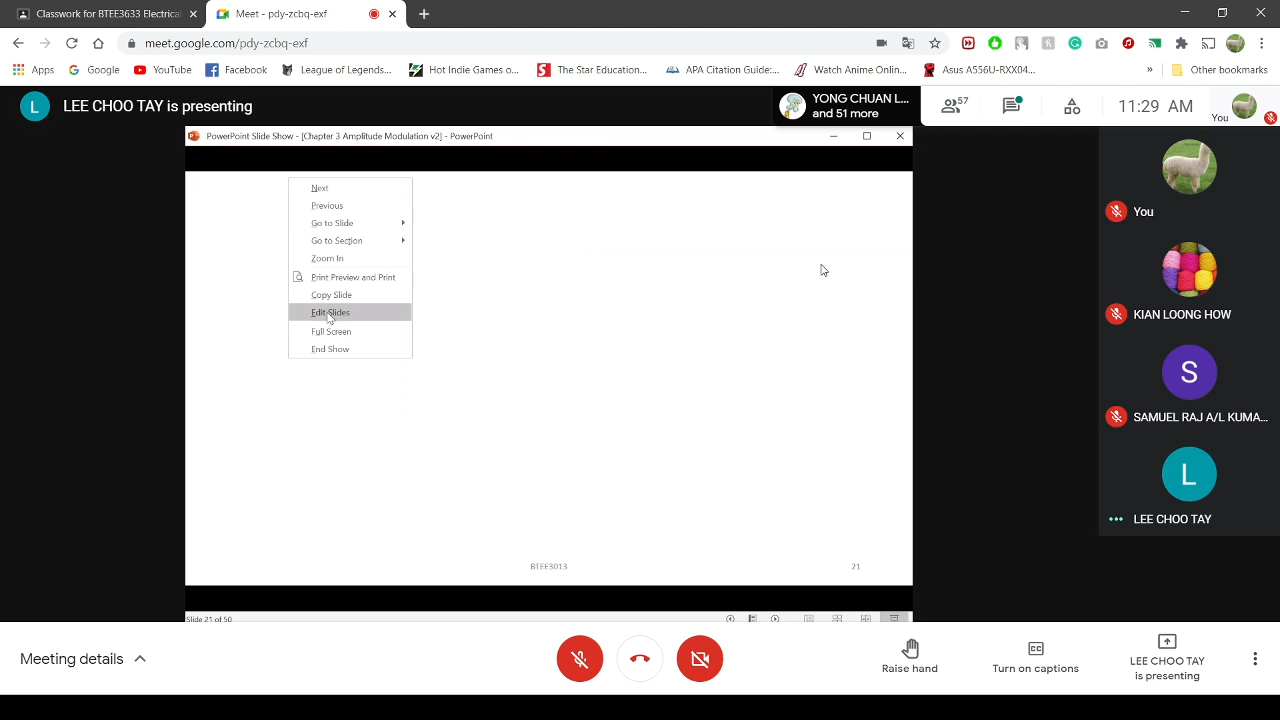 Classwork for BTEE3633 Electrical
Meet - pdy-zcbq-exf
meet.google.com/pdy-zcbq-exf
Apps
Google
YouTube
Facebook
League of Legends...
Hot Indie Games o...
The Star Education...
APA Citation Guide:...
Watch Anime Onlin...
Asus A556U-RXX04...
»
Other bookmarks
L
LEE CHOO TAY is presenting
YONG CHUAN L...
and 51 more
57
11:29 AM
You
PowerPoint Slide Show - [Chapter 3 Amplitude Modulation v2] - PowerPoint
Next
Previous
Go to Slide
Go to Section
Zoom In
Print Preview and Print
Copy Slide
Edit Slides
Full Screen
End Show
BTEE3013
21
Slide 21 of 50
You
KIAN LOONG HOW
S
SAMUEL RAJ A/L KUMA...
L
LEE CHOO TAY
Meeting details
Raise hand
CC
Turn on captions
LEE CHOO TAY
is presenting